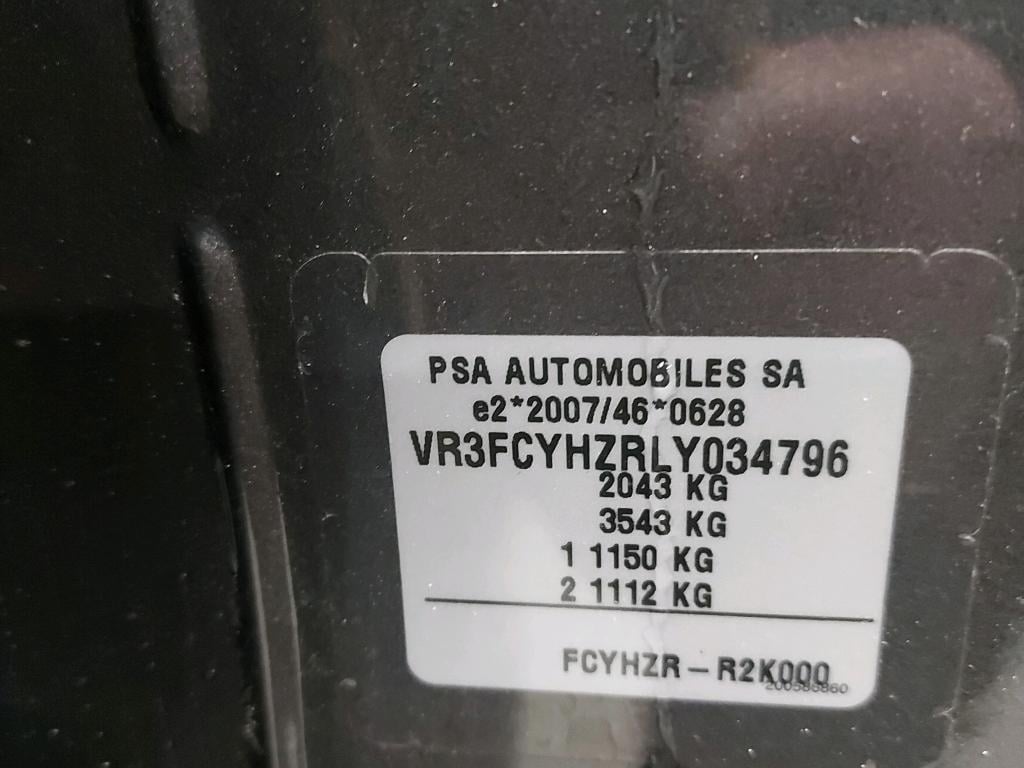 PSA AUTOMOBILES SA
e2*2007/46*0628
VR3FCYHZRLY034796
2043 KG
3543 KG
1 1150 KG
2 1112 KG
FCYHZR - R2K000